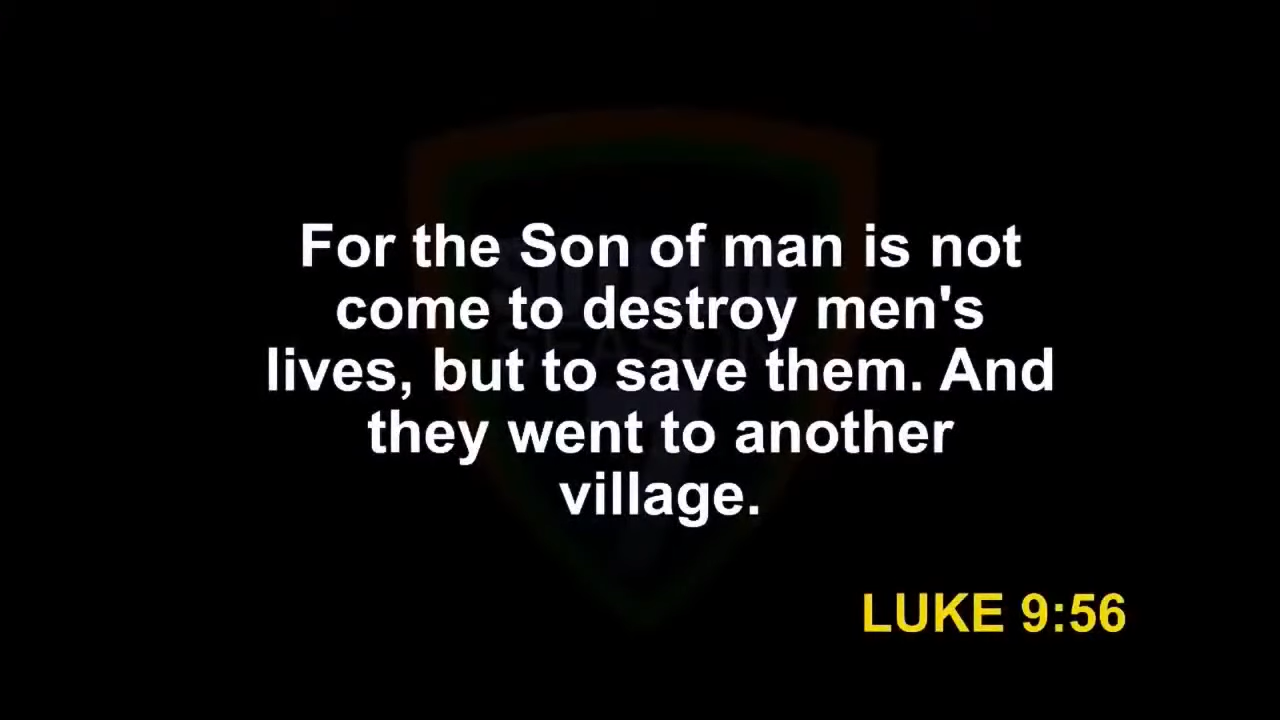 For the Son of man is not
come to destroy men's
lives, but to save them. And
they went to another
village.
LUKE 9:56